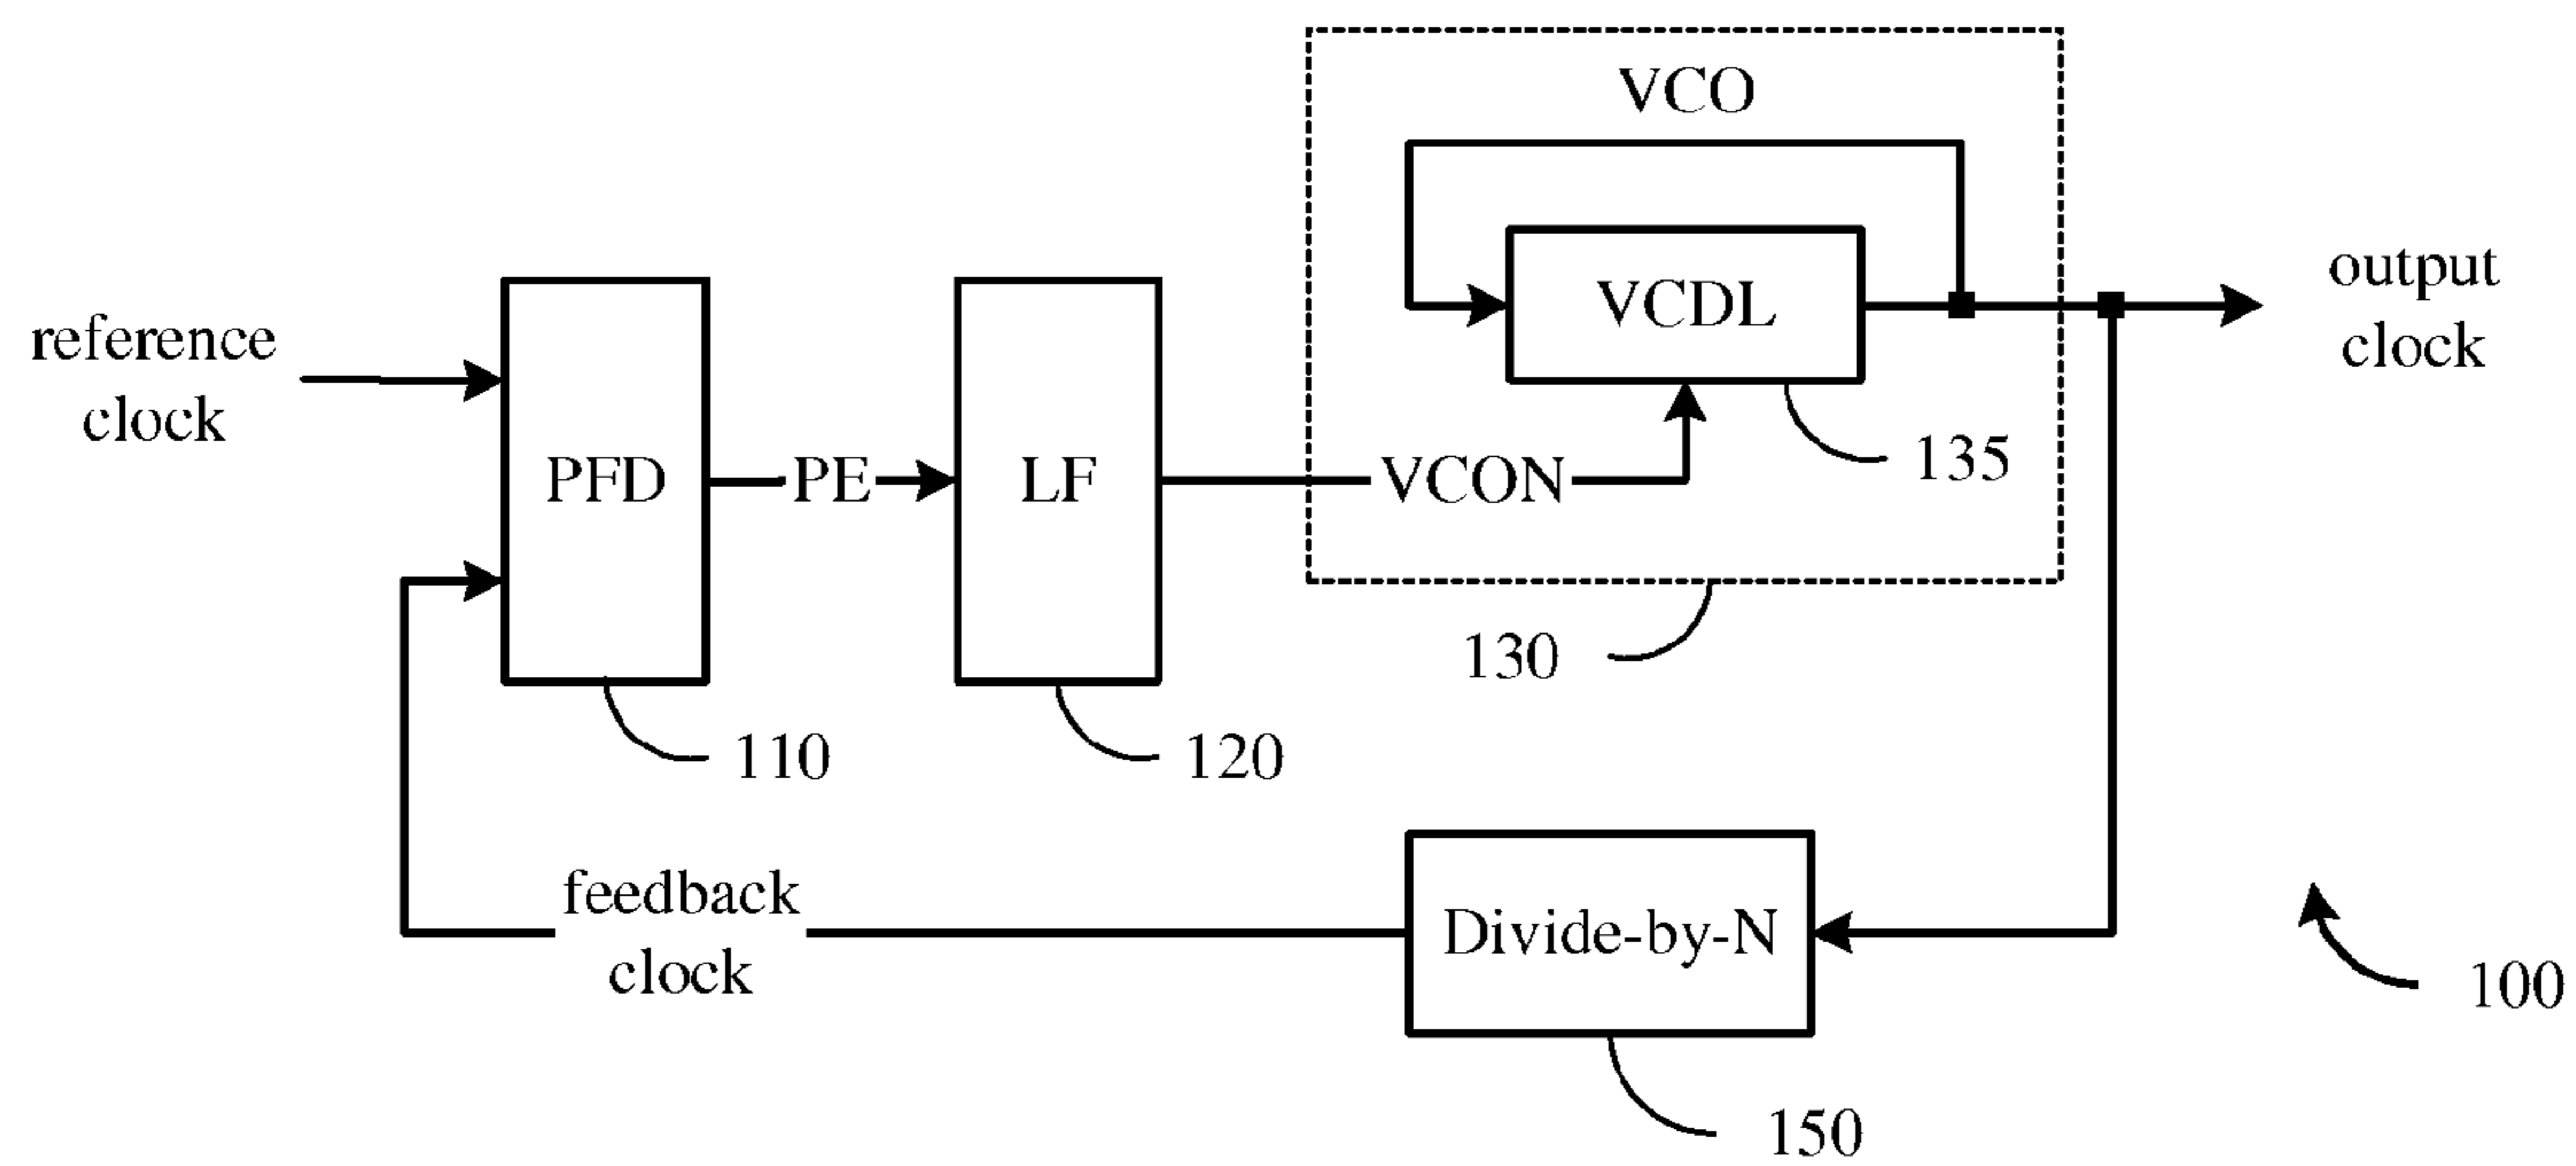 VCO
reference
clock
PFD
PE
LF
VCON
VCDL
135
output
clock
130
110
120
feedback
clock
Divide-by-N
100
150